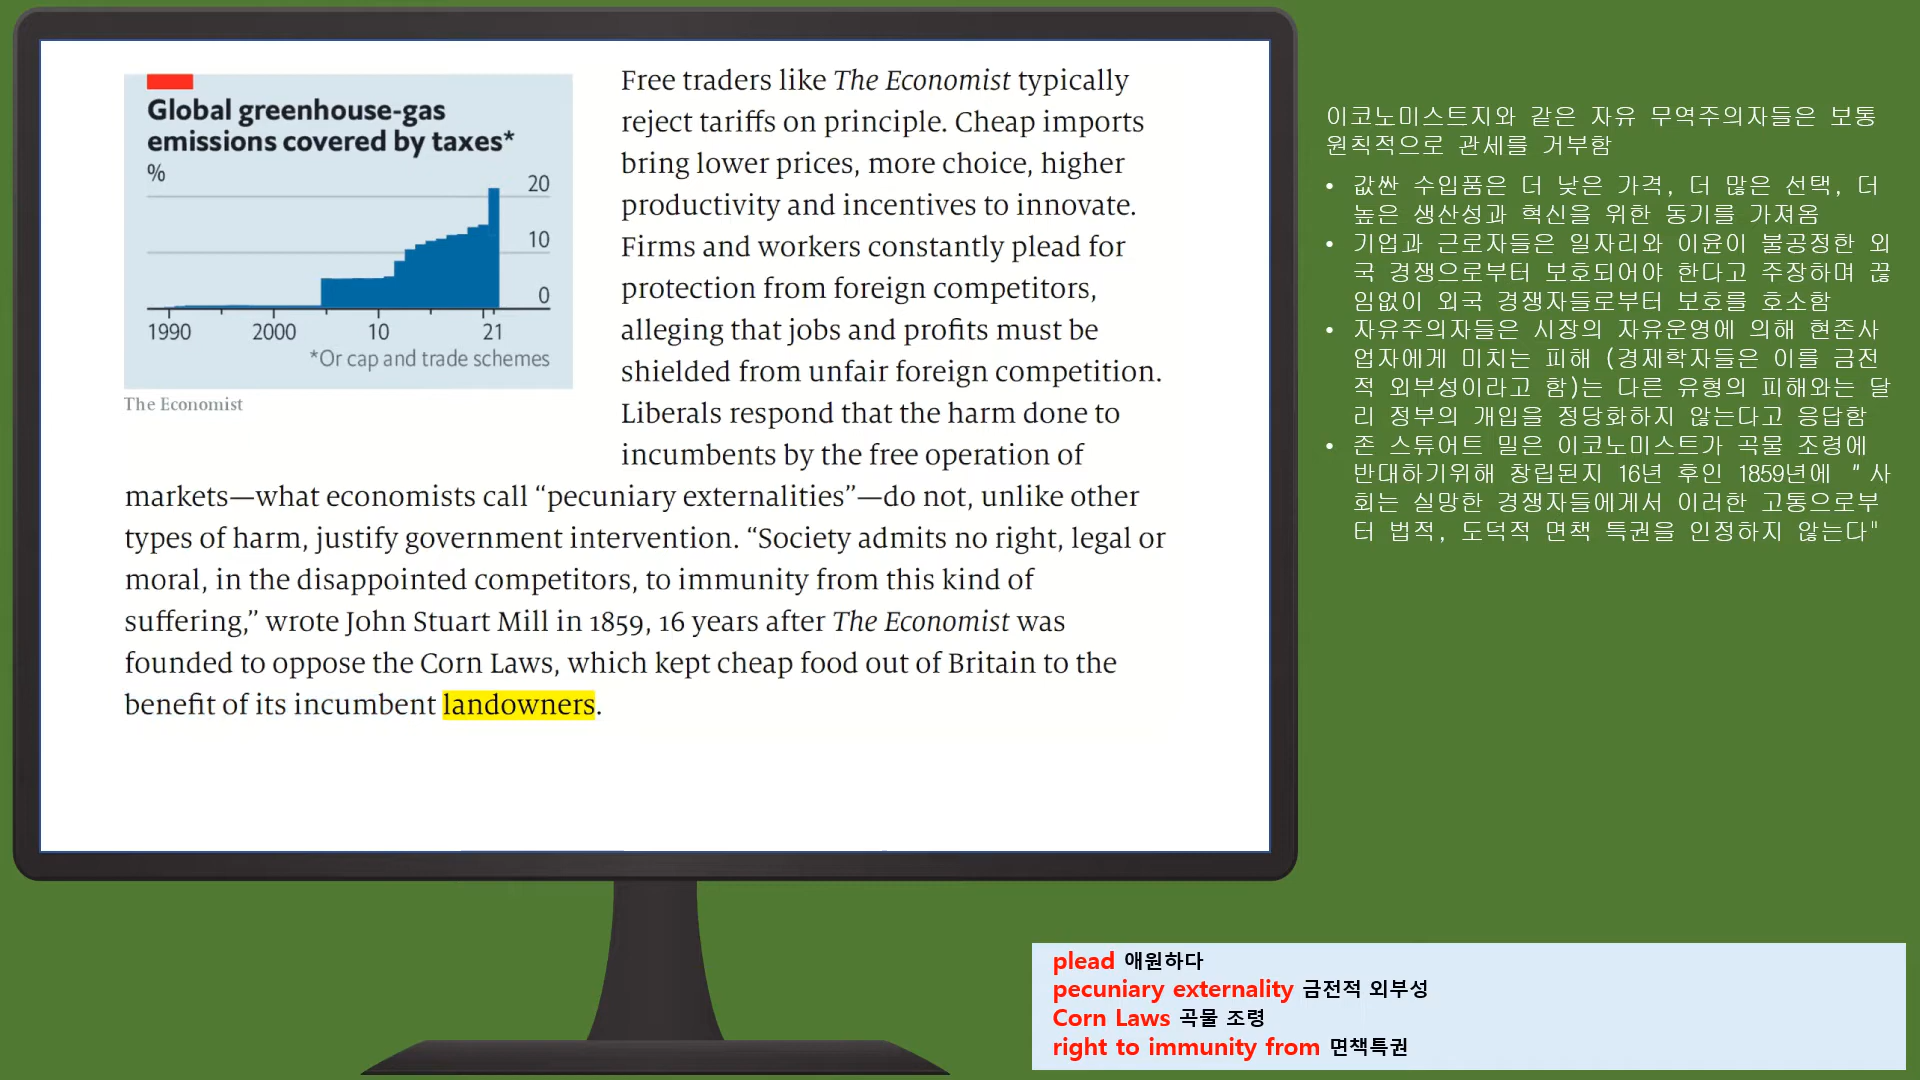 Global greenhouse-gas
emissions covered by taxes*
%
20
10
0
1990
2000
10
21
*Or cap and trade schemes
The Economist
Free traders like The Economist typically
reject tariffs on principle. Cheap imports
bring lower prices, more choice, higher
productivity and incentives to innovate.
Firms and workers constantly plead for
protection from foreign competitors,
alleging that jobs and profits must be
shielded from unfair foreign competition.
Liberals respond that the harm done to
incumbents by the free operation of
markets—what economists call “pecuniary externalities”—do not, unlike other
types of harm, justify government intervention. “Society admits no right, legal or
moral, in the disappointed competitors, to immunity from this kind of
suffering,” wrote John Stuart Mill in 1859, 16 years after The Economist was
founded to oppose the Corn Laws, which kept cheap food out of Britain to the
benefit of its incumbent landowners.
이코노미스트지와 같은 자유 무역주의자들은 보통
원칙적으로 관세를 거부함
• 값싼 수입품은 더 낮은 가격, 더 많은 선택, 더
높은 생산성과 혁신을 위한 동기를 가져옴
• 기업과 근로자들은 일자리와 이윤이 불공정한 외
국 경쟁으로부터 보호되어야 한다고 주장하며 끊
임없이 외국 경쟁자들로부터 보호를 호소함
• 자유주의자들은 시장의 자유운영에 의해 현존사
업자에게 미치는 피해 (경제학자들은 이를 금전
적 외부성이라고 함)는 다른 유형의 피해와는 달
리 정부의 개입을 정당화하지 않는다고 응답함
• 존 스튜어트 밀은 이코노미스트가 곡물 조령에
반대하기위해 창립된지 16년 후인 1859년에 "사
회는 실망한 경쟁자들에게서 이러한 고통으로부
터 법적, 도덕적 면책 특권을 인정하지 않는다"
plead 애원하다
pecuniary externality 금전적 외부성
Corn Laws 곡물 조령
right to immunity from 면책특권